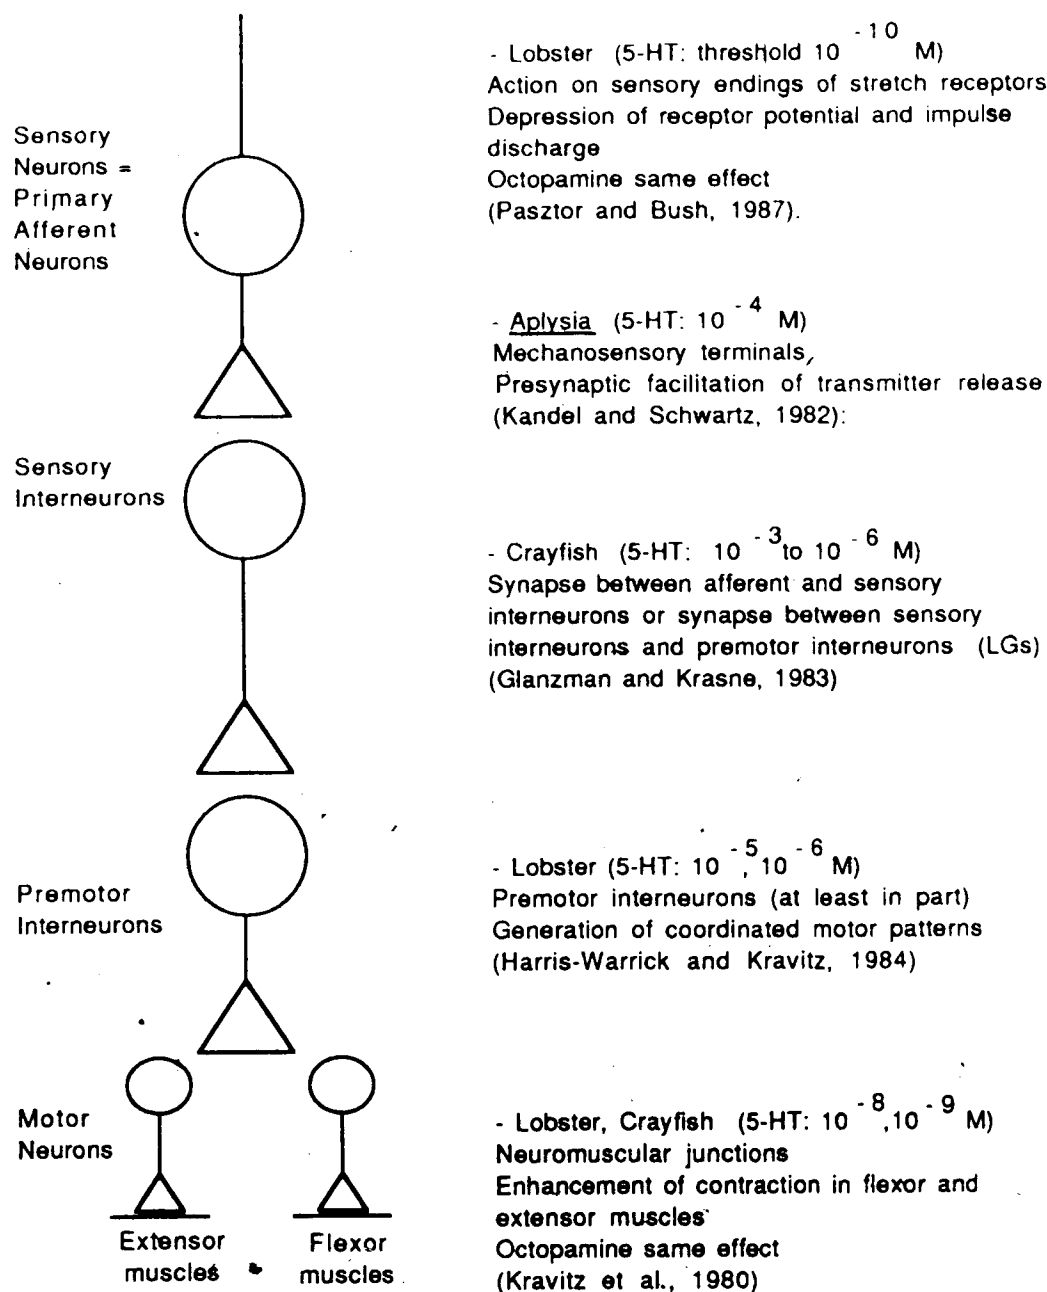 Sensory
Neurons =
Primary
Afferent
Neurons
- Lobster (5-HT: threshold 10 -10 M)
Action on sensory endings of stretch receptors
Depression of receptor potential and impulse
discharge
Octopamine same effect
(Pasztor and Bush, 1987).
- Aplysia (5-HT: 10 -4 M)
Mechanosensory terminals,
Presynaptic facilitation of transmitter release
(Kandel and Schwartz, 1982):
Sensory
Interneurons
- Crayfish (5-HT: 10 -3 to 10 -6 M)
Synapse between afferent and sensory
interneurons or synapse between sensory
interneurons and premotor interneurons (LGs)
(Glanzman and Krasne, 1983)
Premotor
Interneurons
- Lobster (5-HT: 10 -5, 10 -6 M)
Premotor interneurons (at least in part)
Generation of coordinated motor patterns
(Harris-Warrick and Kravitz, 1984)
Motor
Neurons
- Lobster, Crayfish (5-HT: 10 -8,10 -9 M)
Neuromuscular junctions
Enhancement of contraction in flexor and
extensor muscles
Octopamine same effect
(Kravitz et al., 1980)
Extensor
muscles
Flexor
muscles